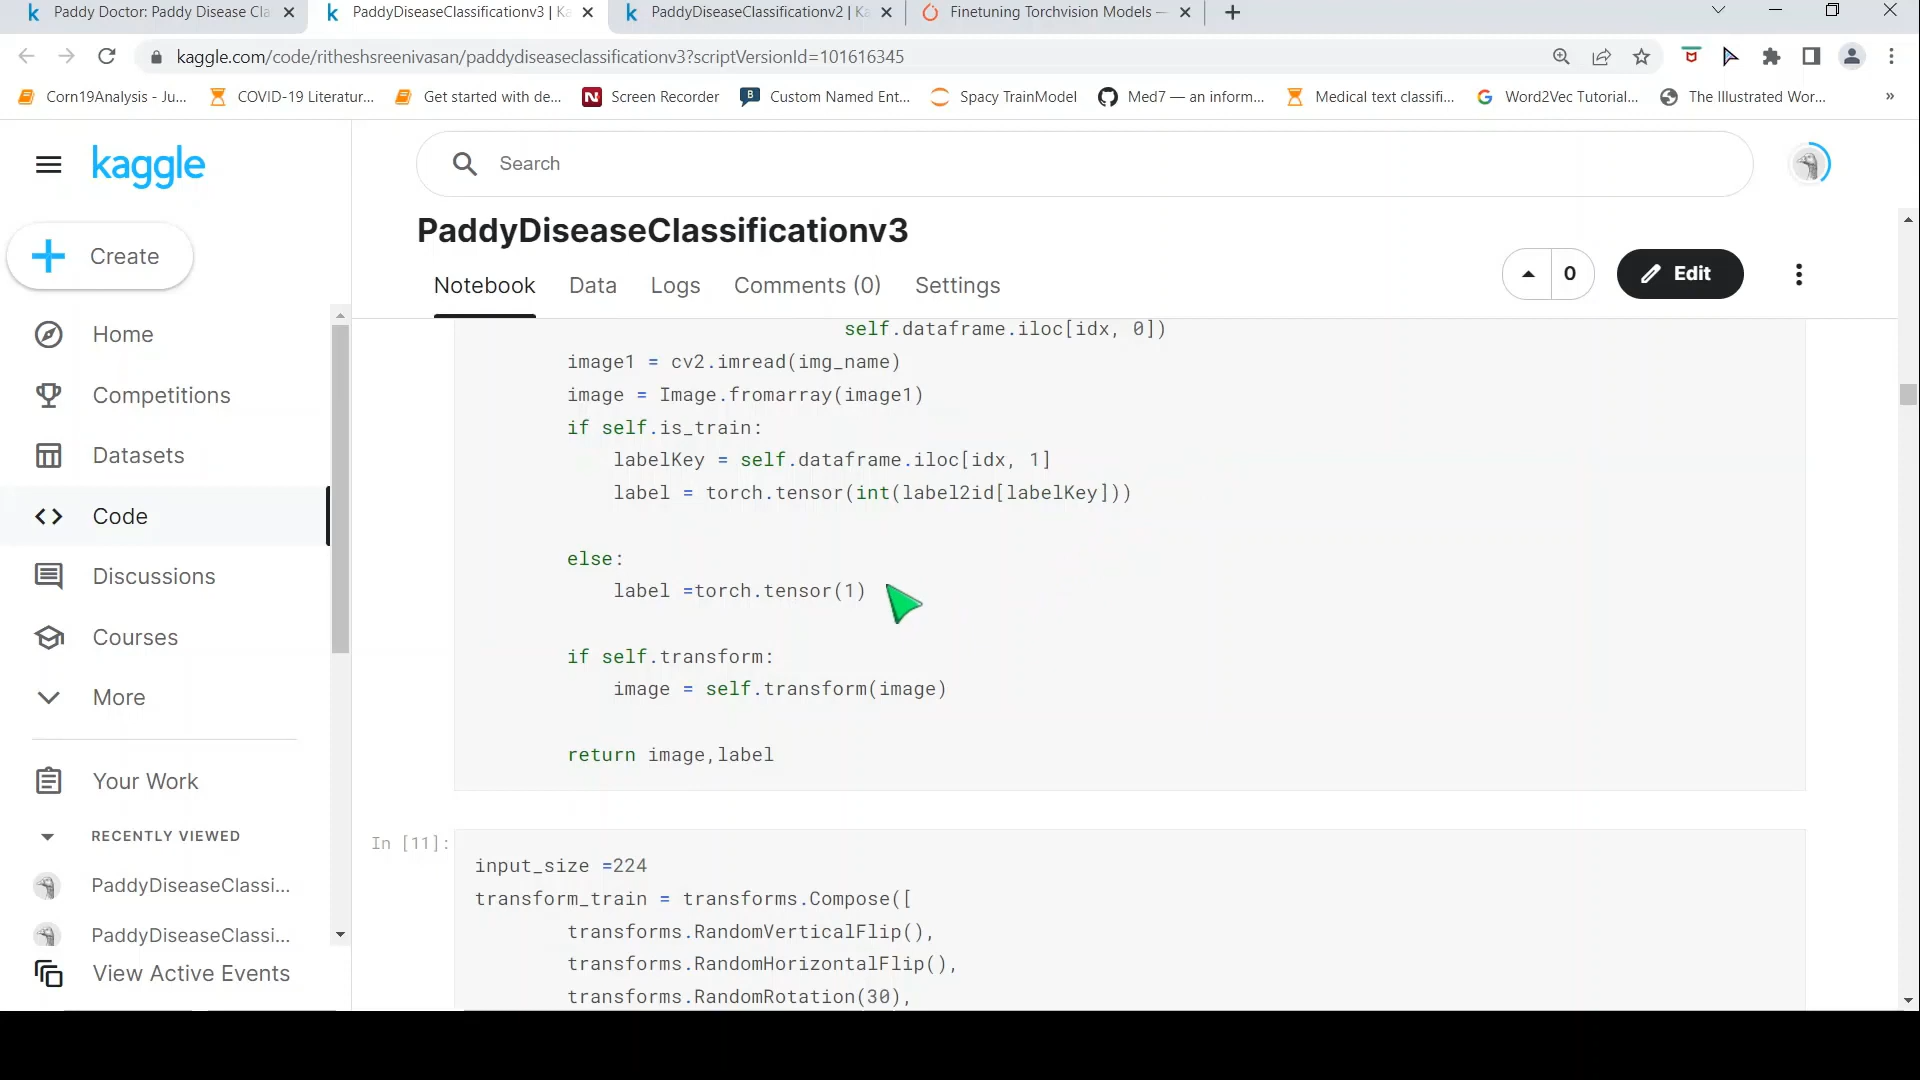 Paddy Doctor: Paddy Disease Cla
PaddyDiseaseClassificationv3 | Ka
PaddyDiseaseClassificationv2 | Ka
Finetuning Torchvision Models —
kaggle.com/code/ritheshsreenivasan/paddydiseaseclassificationv3?scriptVersionId=101616345
Corn19Analysis - Ju...
COVID-19 Literatur...
Get started with de...
Screen Recorder
Custom Named Ent...
Spacy TrainModel
Med7 — an inform...
Medical text classifi...
Word2Vec Tutorial...
The Illustrated Wor...
»
kaggle
Search
Create
PaddyDiseaseClassificationv3
Notebook
Data
Logs
Comments (0)
Settings
0
Edit
Home
Competitions
Datasets
Code
Discussions
Courses
More
Your Work
RECENTLY VIEWED
PaddyDiseaseClassi...
PaddyDiseaseClassi...
View Active Events
self.dataframe.iloc[idx, 0])
image1 = cv2.imread(img_name)
image = Image.fromarray(image1)
if self.is_train:
labelKey = self.dataframe.iloc[idx, 1]
label = torch.tensor(int(label2id[labelKey]))
else:
label =torch.tensor(1)
if self.transform:
image = self.transform(image)
return image,label
In [11]:
input_size =224
transform_train = transforms.Compose([
transforms.RandomVerticalFlip(),
transforms.RandomHorizontalFlip(),
transforms.RandomRotation(30),